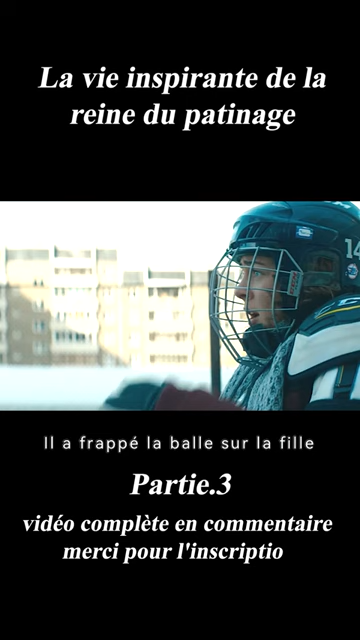 La vie inspirante de la
reine du patinage
14
Il a frappé la balle sur la fille
Partie.3
vidéo complète en commentaire
merci pour l'inscriptio